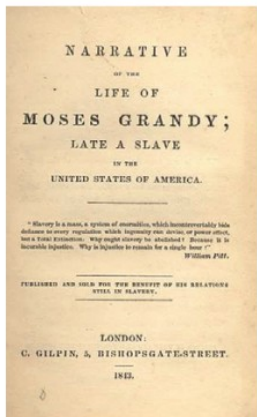 NARRATIVE
OF THE
LIFE OF
MOSES GRANDY;
LATE A SLAVE
IN THE
UNITED STATES OF AMERICA.
"Slavery is a mass, a system of enormities, which incontrovertibly bids
defiance to every regulation which ingenuity can devise, or power effect,
but a total extinction. Why ought slavery to be abolished? Because it is
incurable injustice. Why is injustice to remain for a single hour?"
William Pitt.
PUBLISHED AND SOLD FOR THE BENEFIT OF HIS RELATIONS
STILL IN SLAVERY.
LONDON:
C. GILPIN, 5, BISHOPSGATE-STREET.
1843.